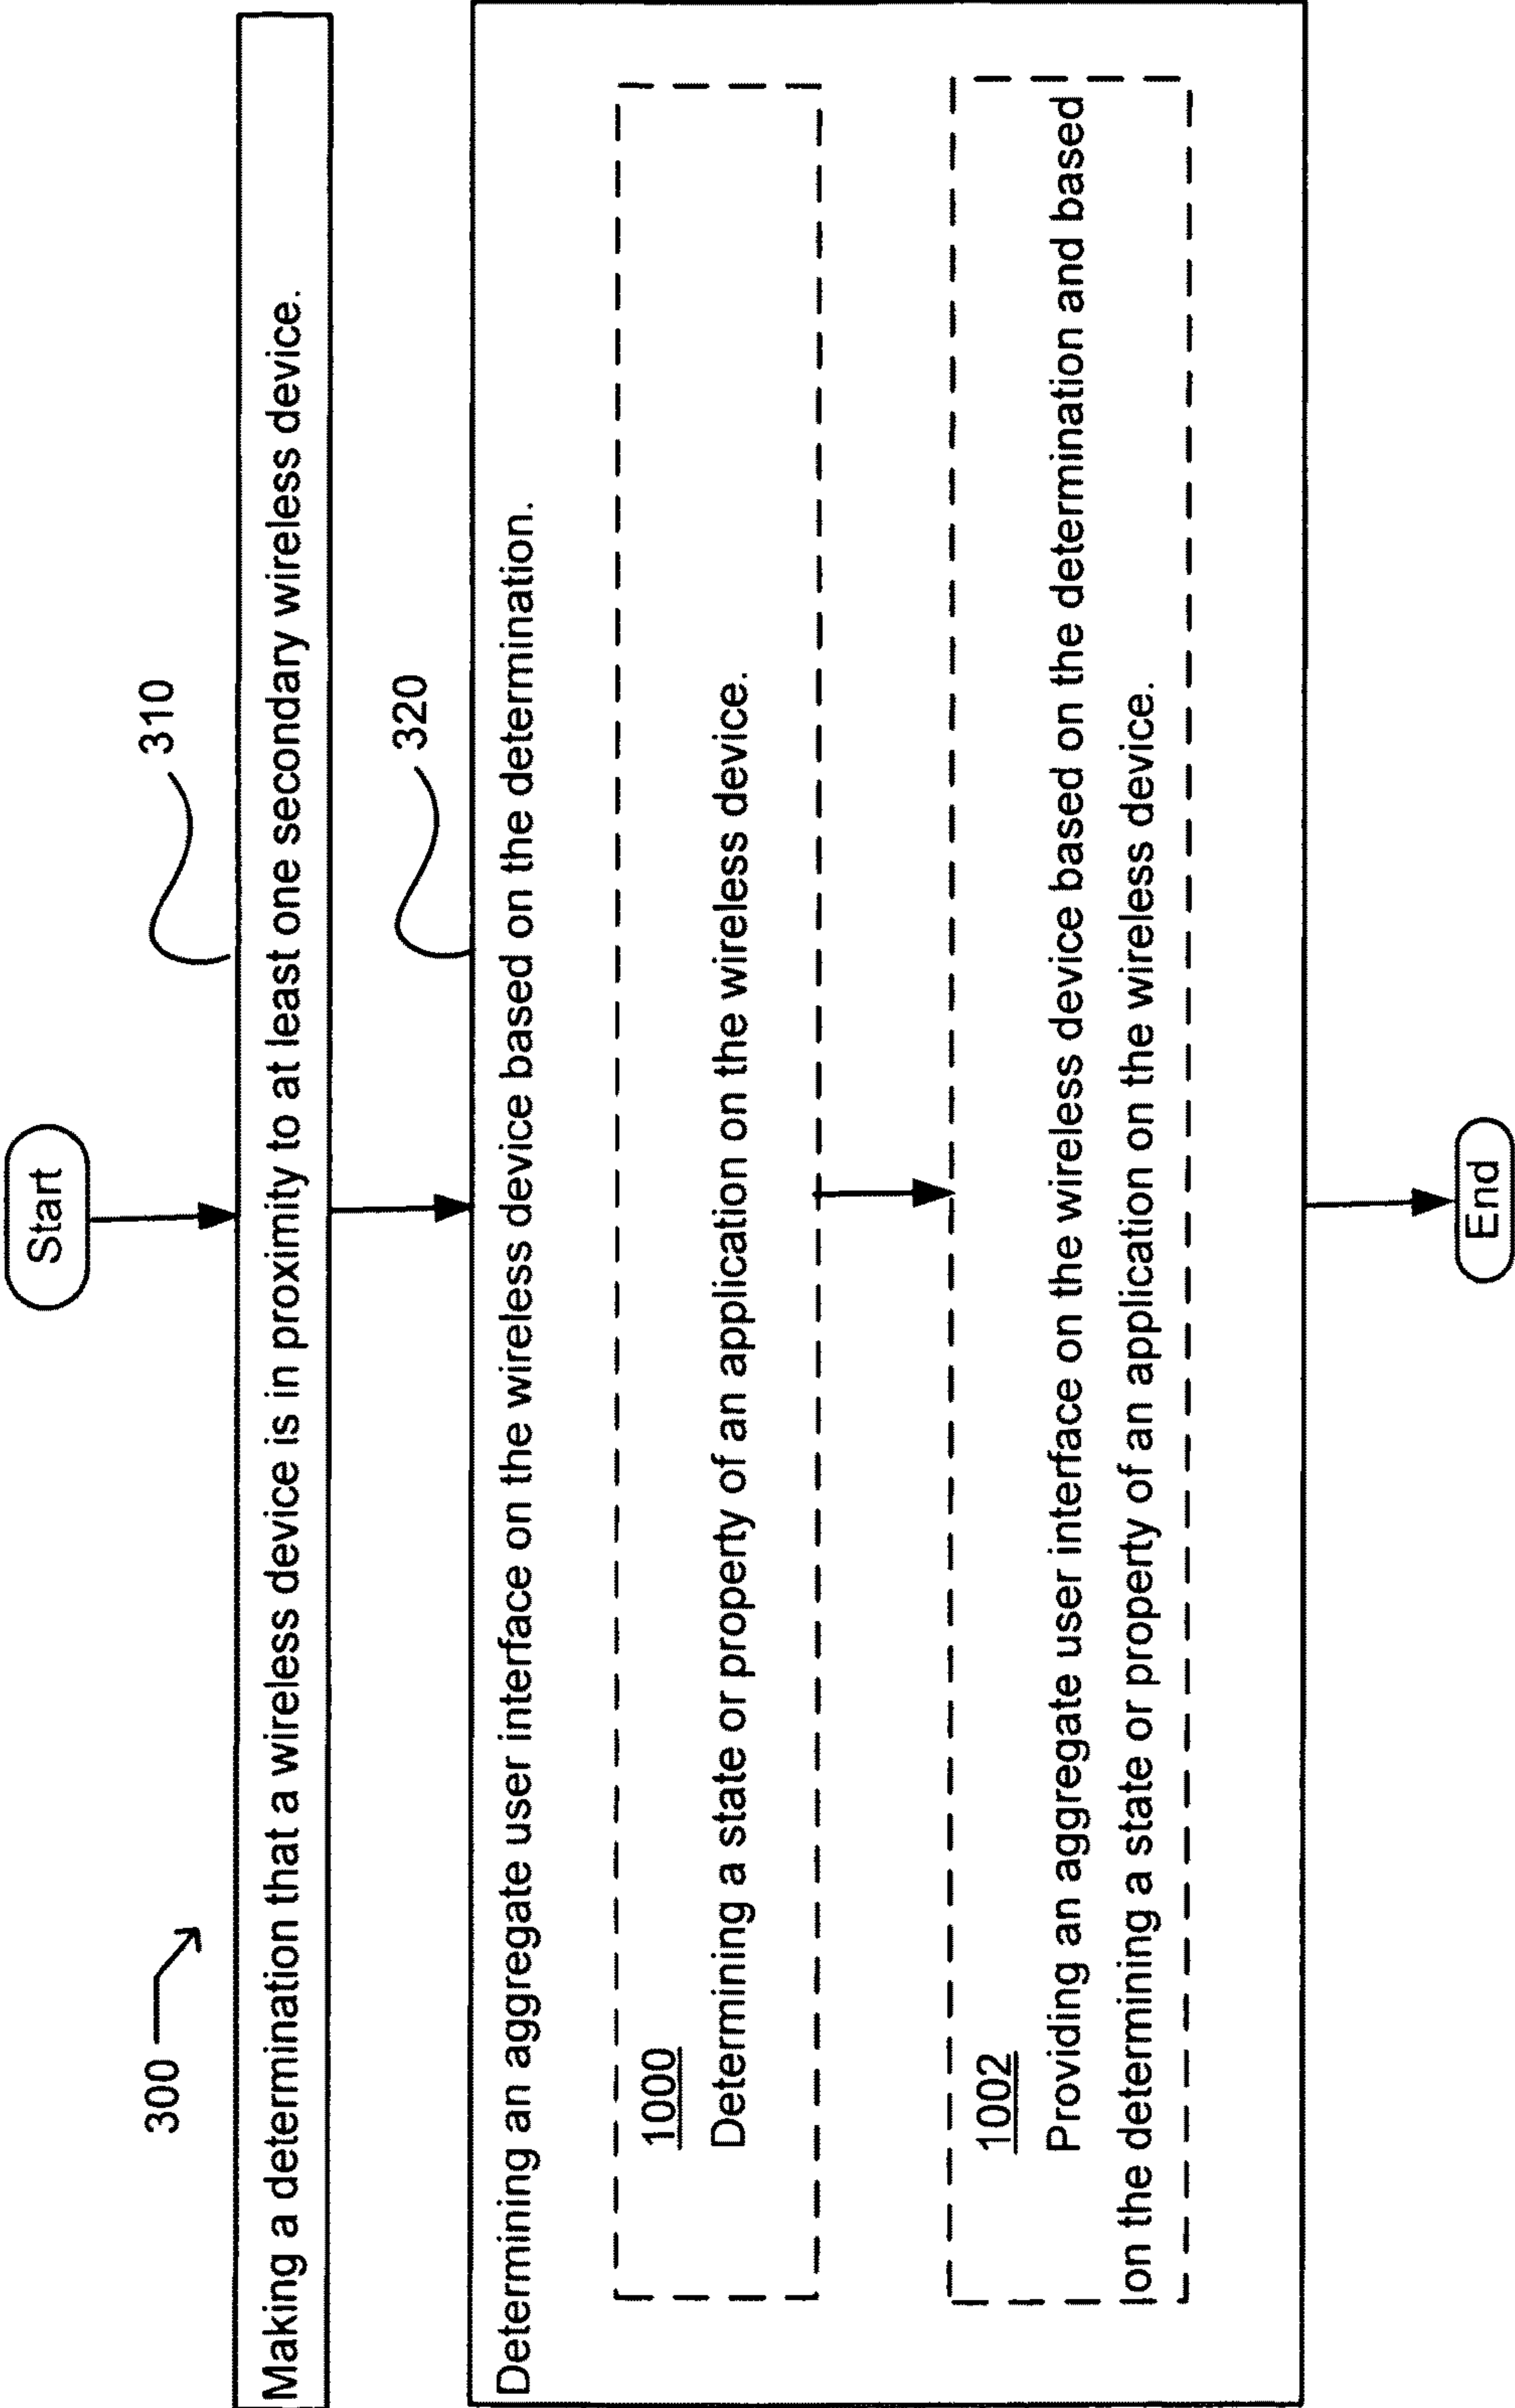 Start
300
310
Making a determination that a wireless device is in proximity to at least one secondary wireless device.
320
Determining an aggregate user interface on the wireless device based on the determination.
1000
Determining a state or property of an application on the wireless device.
1002
Providing an aggregate user interface on the wireless device based on the determination and based
on the determining a state or property of an application on the wireless device.
End